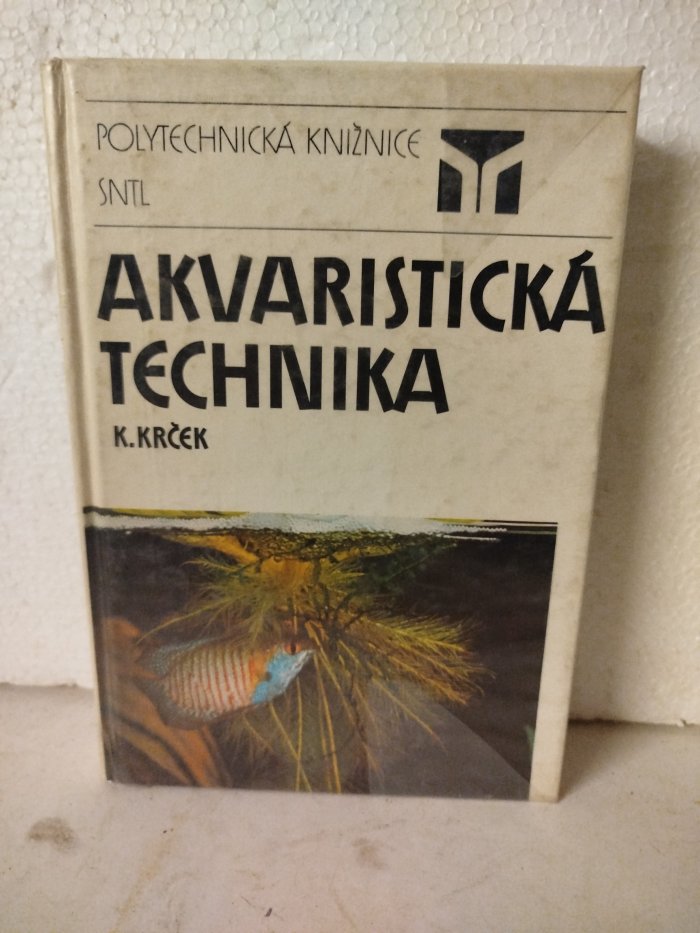 POLYTECHNICKÁ KNIŽNICE
SNTL
AKVARISTICKÁ
TECHNIKA
K. KRČEK